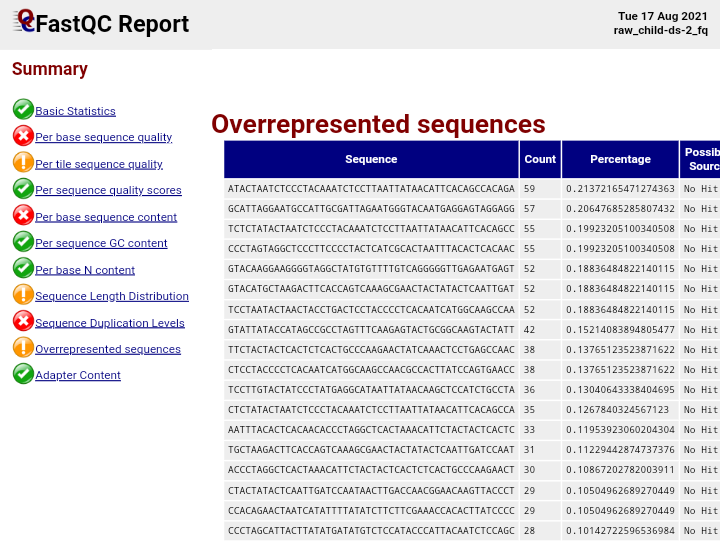 FastQC Report
Tue 17 Aug 2021
raw_child-ds-2_fq
Summary
Basic Statistics
Per base sequence quality
Per tile sequence quality
Per sequence quality scores
Per base sequence content
Per sequence GC content
Per base N content
Sequence Length Distribution
Sequence Duplication Levels
Overrepresented sequences
Adapter Content
Overrepresented sequences
Sequence Count Percentage Possib
Sourc
ATACTAATCTCCCTACAAATCTCCTTAATTATAACATTCACAGCCACAGA 59 0.21372165471274363 No Hit
GCATTAGGAATGCCATTGCGATTAGAATGGGTACAATGAGGAGTAGGAGG 57 0.20647685285807432 No Hit
TCTCTATACTAATCTCCCTACAAATCTCCTTAATTATAACATTCACAGCC 55 0.19923205100340508 No Hit
CCCTAGTAGGCTCCCTTCCCCTACTCATCGCACTAATTTACACTCACAAC 55 0.19923205100340508 No Hit
GTACAAGGAAGGGGTAGGCTATGTGTTTTGTCAGGGGGTTGAGAATGAGT 52 0.18836484822140115 No Hit
GTACATGCTAAGACTTCACCAGTCAAAGCGAACTACTATACTCAATTGAT 52 0.18836484822140115 No Hit
TCCTAATACTAACTACCTGACTCCTACCCCTCACAATCATGGCAAGCCAA 52 0.18836484822140115 No Hit
GTATTATACCATAGCCGCCTAGTTTCAAGAGTACTGCGGCAAGTACTATT 42 0.15214083894805477 No Hit
TTCTACTACTCACTCTCACTGCCCAAGAACTATCAAACTCCTGAGCCAAC 38 0.13765123523871622 No Hit
CTCCTACCCCTCACAATCATGGCAAGCCAACGCCACTTATCCAGTGAACC 38 0.13765123523871622 No Hit
TCCTTGTACTATCCCTATGAGGCATAATTATAACAAGCTCCATCTGCCTA 36 0.13040643338404695 No Hit
CTCTATACTAATCTCCCTACAAATCTCCTTAATTATAACATTCACAGCCA 35 0.1267840324567123 No Hit
AATTTACACTCACAACACCCTAGGCTCACTAAACATTCTACTACTCACTC 33 0.11953923060204304 No Hit
TGCTAAGACTTCACCAGTCAAAGCGAACTACTATACTCAATTGATCCAAT 31 0.11229442874737376 No Hit
ACCCTAGGCTCACTAAACATTCTACTACTCACTCTCACTGCCCAAGAACT 30 0.10867202782003911 No Hit
CTACTATACTCAATTGATCCAATAACTTGACCAACGGAACAAGTTACCCT 29 0.10504962689270449 No Hit
CCACAGAACTAATCATATTTTATATCTTCTTCGAAACCACACTTATCCCC 29 0.10504962689270449 No Hit
CCCTAGCATTACTTATATGATATGTCTCCATACCCATTACAATCTCCAGC 28 0.10142722596536984 No Hit